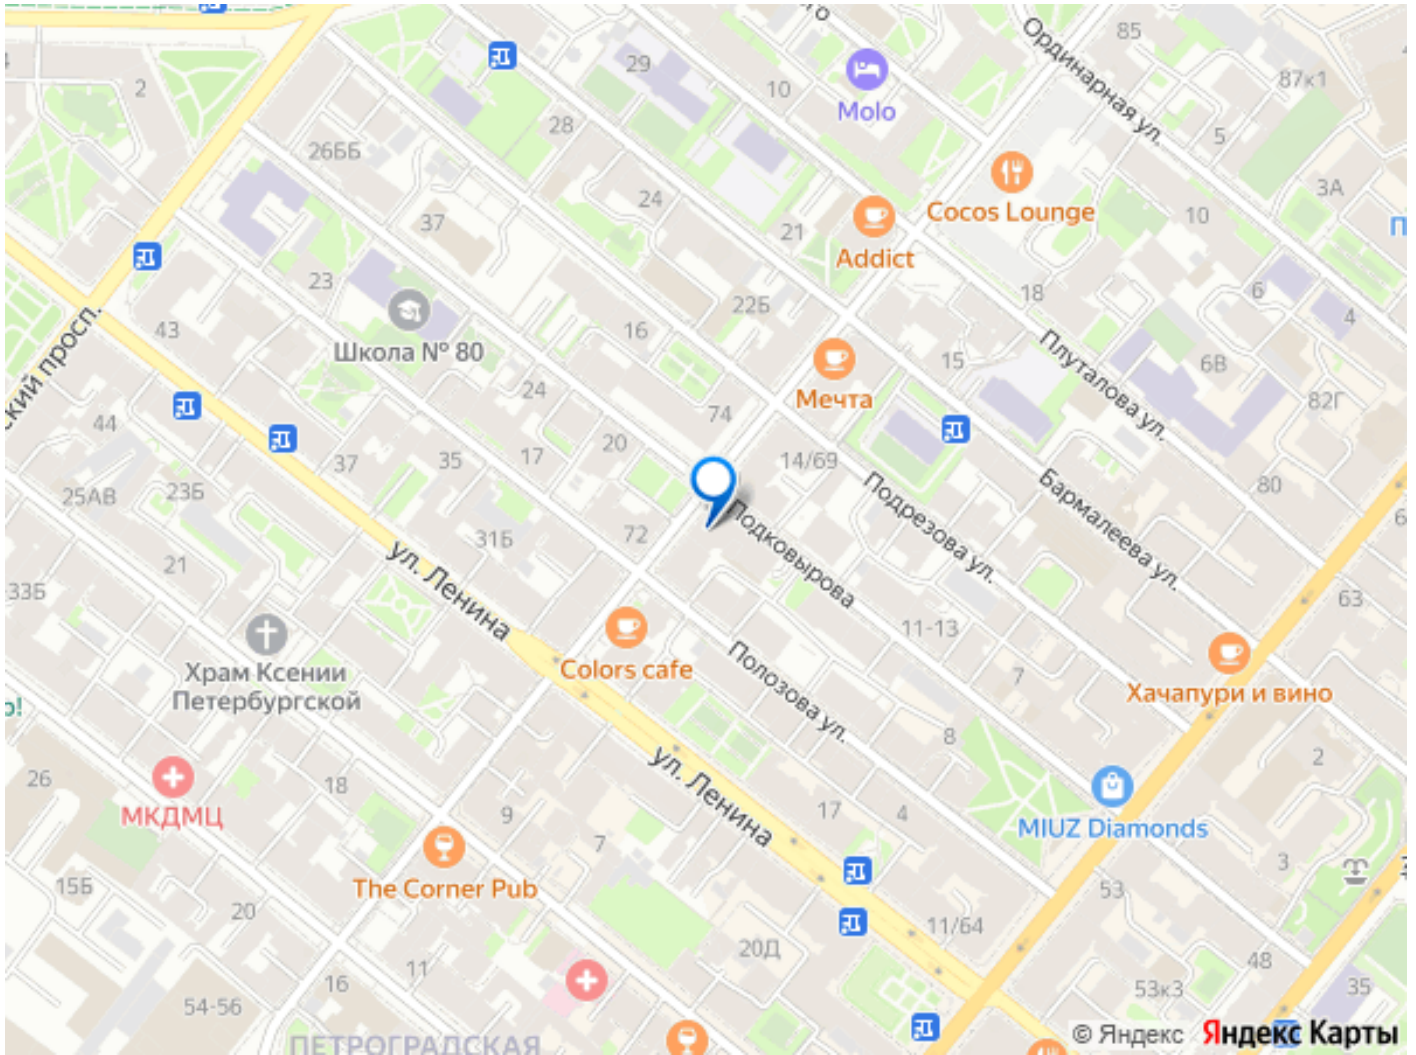 2
29
10
Molo
Ординарная ул.
85
87к1
5
3А
28
26ББ
24
37
21
Addict
Cocos Lounge
10
23
22Б
18
6
4
43
Школа № 80
16
Мечта
15
Плуталова ул.
6В
82Г
ский просп.
44
24
74
20
14/69
17
35
37
25АВ
23Б
80
Подрезова ул.
Бармалеева ул.
72
31Б
Подковырова
21
33Б
ул. Ленина
63
11-13
7
Храм Ксении
Петербургской
Colors cafe
Полозова ул.
Хачапури и вино
8
2
26
МКДМЦ
18
9
7
ул. Ленина
17
4
MIUZ Diamonds
3
The Corner Pub
15Б
20
53
11/64
20Д
48
11
16
54-56
53к3
35
ПЕТРОГРАДСКАЯ
© Яндекс Яндекс Карты